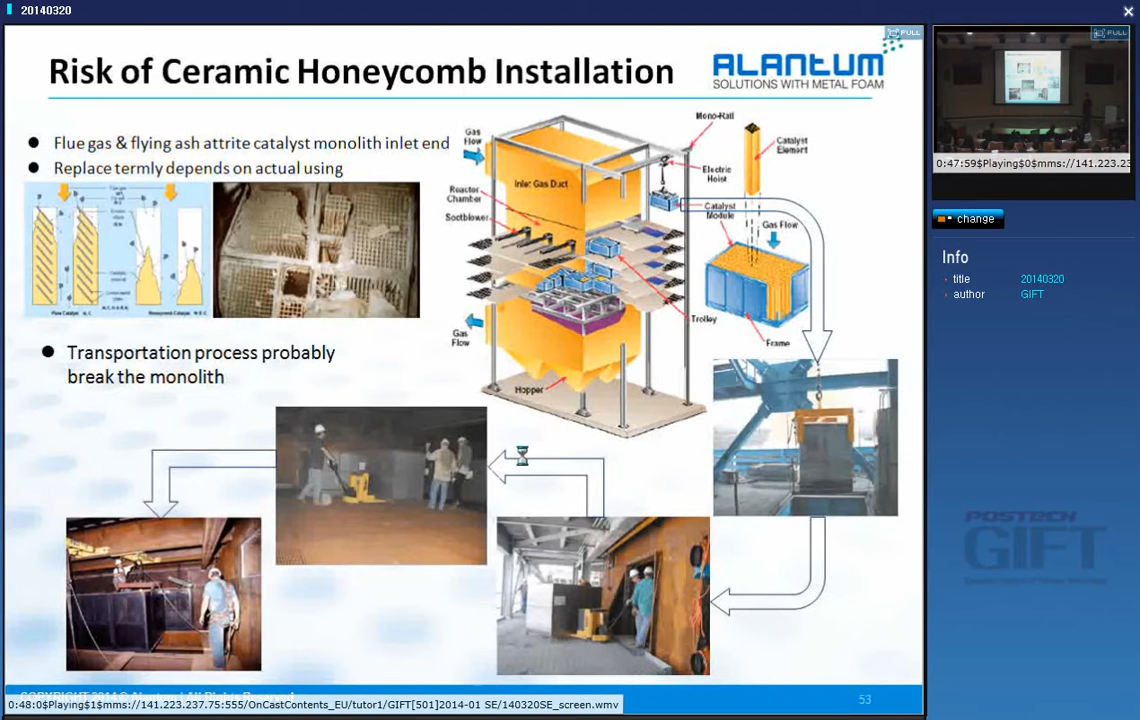 20140320
FULL
Risk of Ceramic Honeycomb Installation
ALANTUM
SOLUTIONS WITH METAL FOAM
Flue gas & flying ash attrite catalyst monolith inlet end
Replace termly depends on actual using
Gas Flow
Inlet Gas Duct
Reactor Chamber
Sootblower
Mono-Rail
Electric Hoist
Catalyst Module
Catalyst Element
Gas Flow
Trolley
Frame
Gas Flow
Hopper
Transportation process probably
break the monolith
53
0:48:0$Playing$1$mms://141.223.237.75:555/OnCastContents_EU/tutor1/GIFT[501]2014-01 SE/140320SE_screen.wmv
FULL
0:47:59$Playing$0$mms://141.223.23
change
Info
title 20140320
author GIFT
POSTECH
GIFT